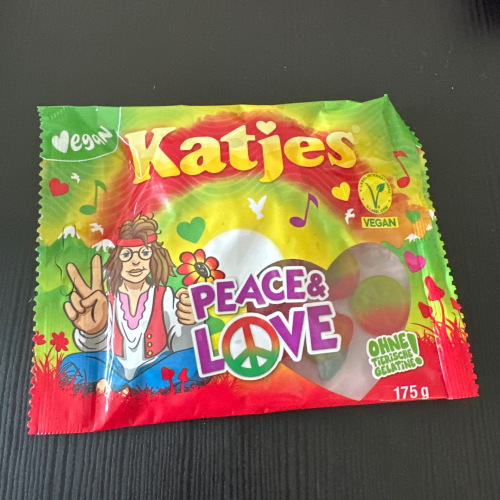 Vegan
Katjes®
VEGAN
PEACE &
LOVE
OHNE
TIERISCHE
GELATINE!
175 g